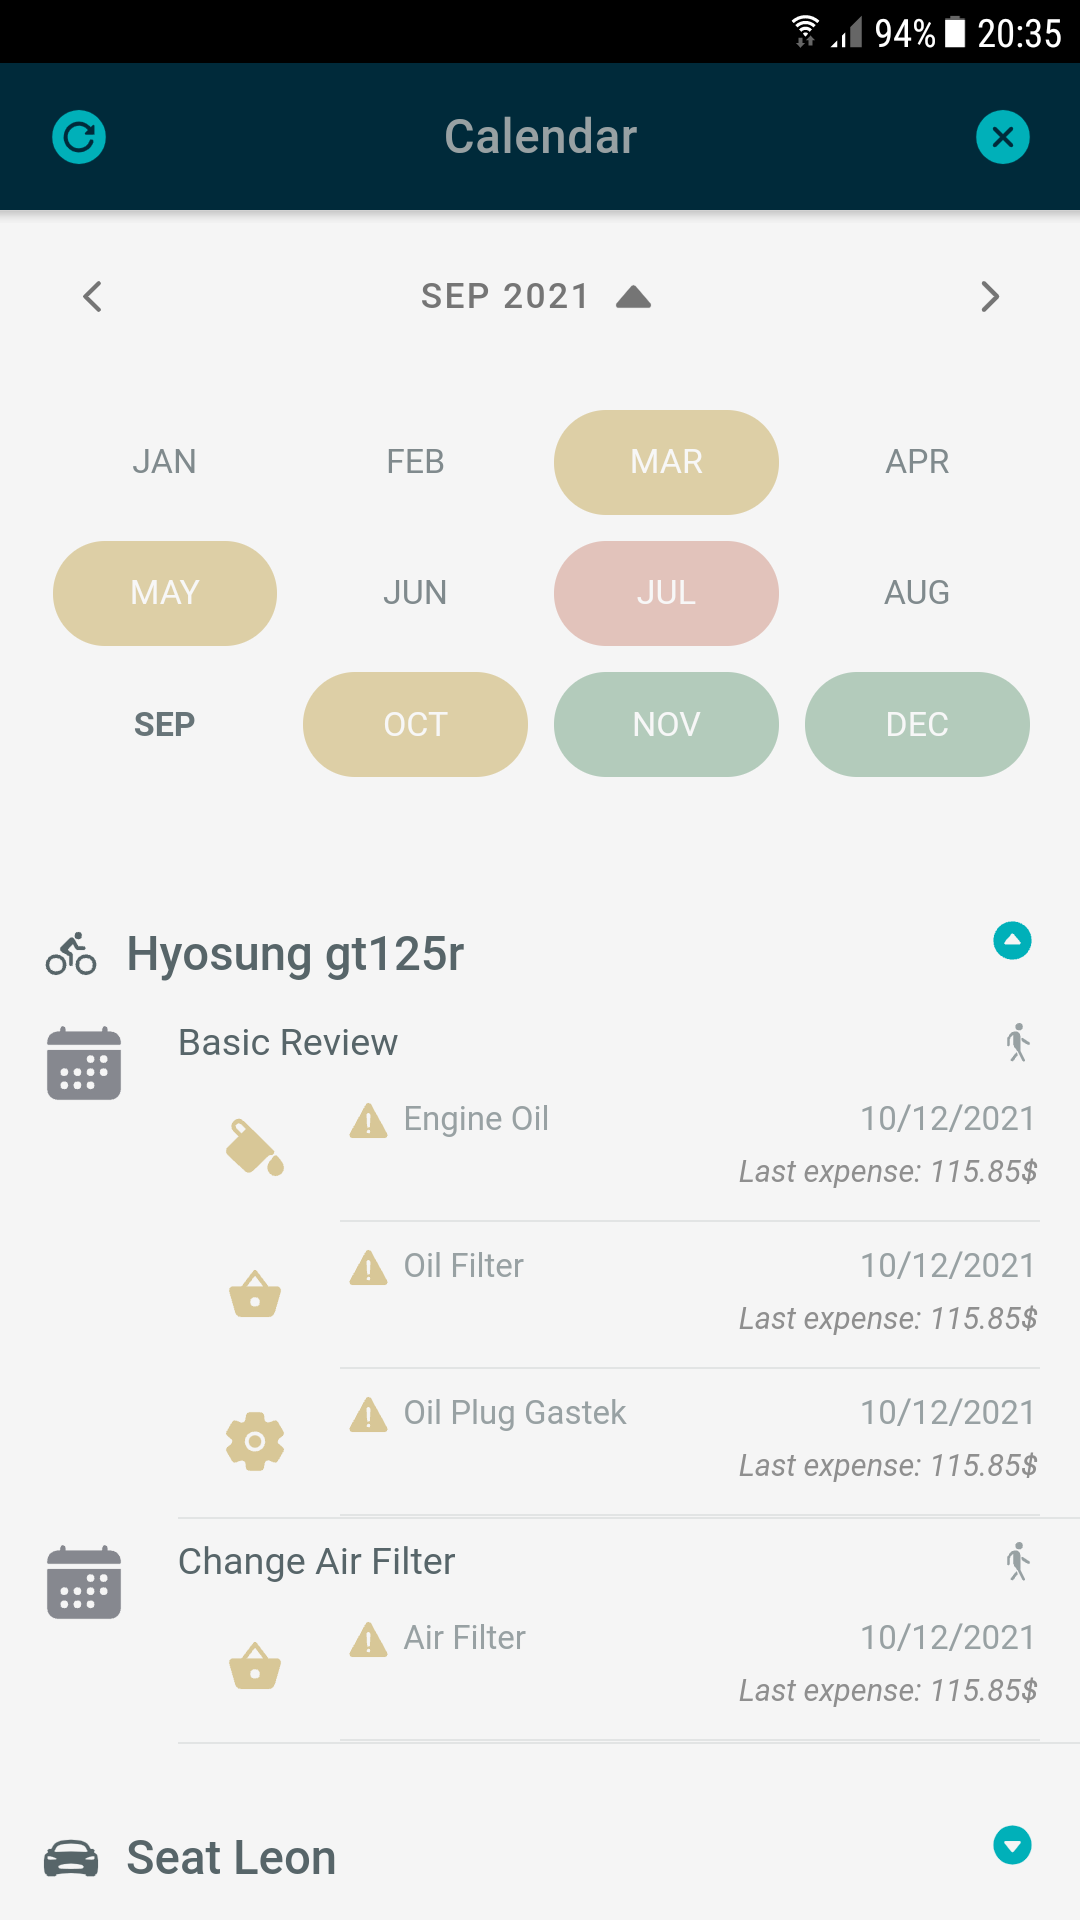 94% 20:35
Calendar
SEP 2021
JAN FEB MAR APR
MAY JUN JUL AUG
SEP OCT NOV DEC
Hyosung gt125r
Basic Review
Engine Oil 10/12/2021
Last expense: 115.85$
Oil Filter 10/12/2021
Last expense: 115.85$
Oil Plug Gastek 10/12/2021
Last expense: 115.85$
Change Air Filter
Air Filter 10/12/2021
Last expense: 115.85$
Seat Leon